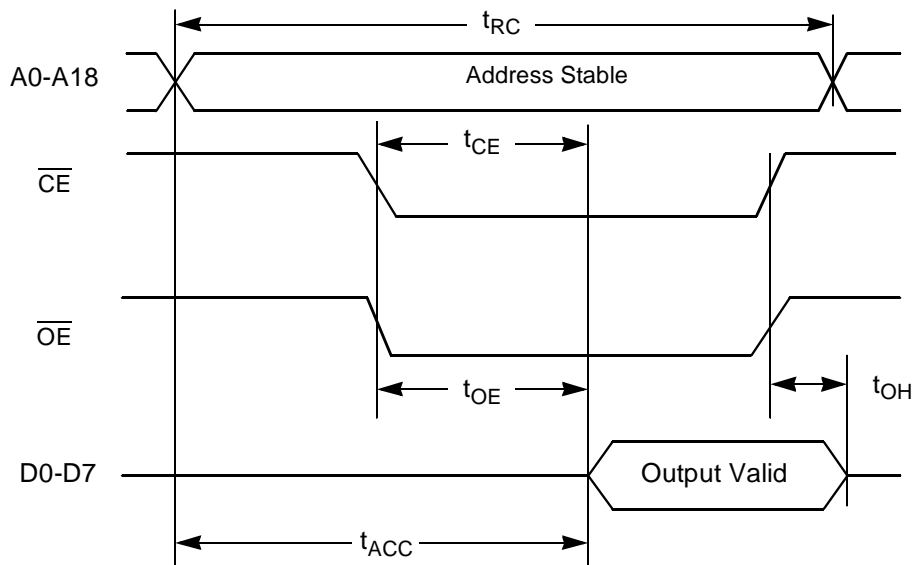 tRC
A0-A18
Address Stable
tCE
CE
OE
tOE
tOH
D0-D7
Output Valid
tACC